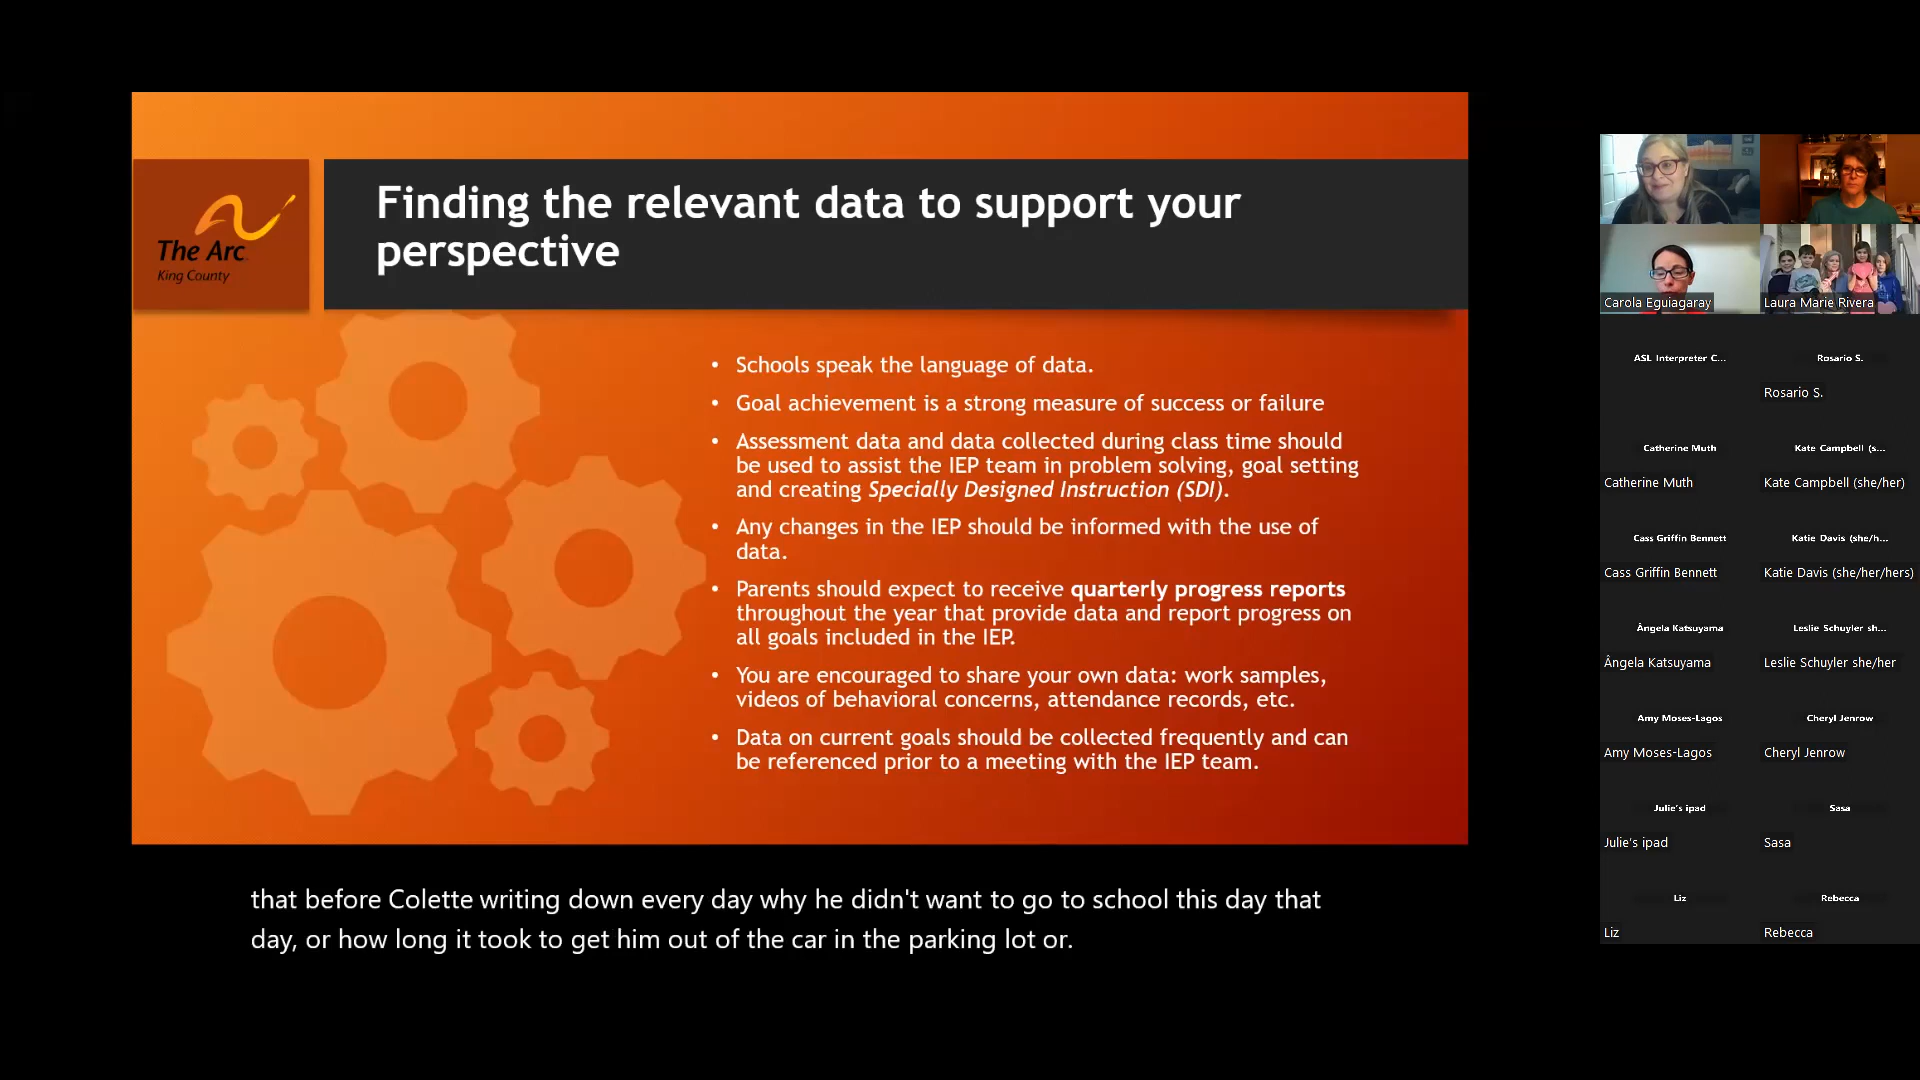 The Arc
King County
Finding the relevant data to support your
perspective
• Schools speak the language of data.
• Goal achievement is a strong measure of success or failure
• Assessment data and data collected during class time should
be used to assist the IEP team in problem solving, goal setting
and creating Specially Designed Instruction (SDI).
• Any changes in the IEP should be informed with the use of
data.
• Parents should expect to receive quarterly progress reports
throughout the year that provide data and report progress on
all goals included in the IEP.
• You are encouraged to share your own data: work samples,
videos of behavioral concerns, attendance records, etc.
• Data on current goals should be collected frequently and can
be referenced prior to a meeting with the IEP team.
that before Colette writing down every day why he didn't want to go to school this day that
day, or how long it took to get him out of the car in the parking lot or.
Carola Eguiagaray
Laura Marie Rivera
ASL Interpreter C...
Rosario S.
Rosario S.
Catherine Muth
Kate Campbell (s...
Catherine Muth
Kate Campbell (she/her)
Cass Griffin Bennett
Katie Davis (she/h...
Cass Griffin Bennett
Katie Davis (she/her/hers)
Ângela Katsuyama
Leslie Schuyler sh...
Ângela Katsuyama
Leslie Schuyler she/her
Amy Moses-Lagos
Cheryl Jenrow
Amy Moses-Lagos
Cheryl Jenrow
Julie's ipad
Sasa
Julie's ipad
Sasa
Liz
Rebecca
Liz
Rebecca